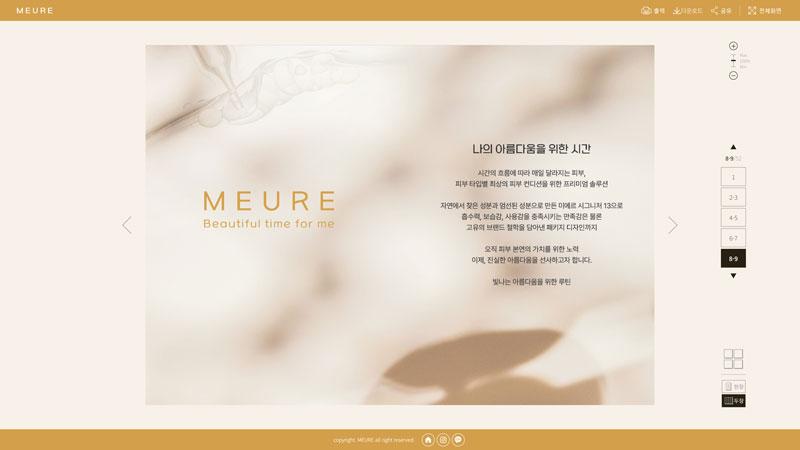 MEURE
출력
다운로드
공유
전체화면
Max
100%
Min
8-9/52
1
2-3
4-5
6-7
8-9
MEURE
Beautiful time for me
나의 아름다움을 위한 시간
시간의 흐름에 따라 매일 달라지는 피부,
피부 타입별 최상의 피부 컨디션을 위한 프리미엄 솔루션
자연에서 찾은 성분과 엄선된 성분으로 만든 미에르 시그니처 13으로
흡수력, 보습감, 사용감을 충족시키는 만족감은 물론
고유의 브랜드 철학을 담아낸 패키지 디자인까지
오직 피부 본연의 가치를 위한 노력
이제, 진실한 아름다움을 선사하고자 합니다.
빛나는 아름다움을 위한 루틴
한장
두장
copyright. MEURE all right reserved